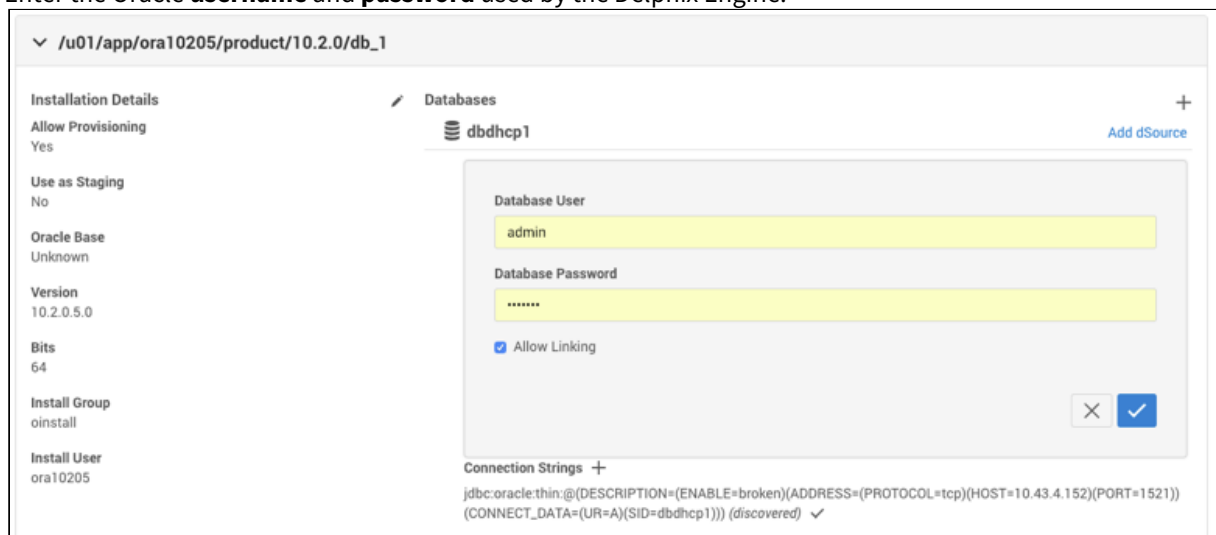 Enter the Oracle username and password used by the Delphix Engine.
/u01/app/ora10205/product/10.2.0/db_1
Installation Details
Allow Provisioning
Yes
Use as Staging
No
Oracle Base
Unknown
Version
10.2.0.5.0
Bits
64
Install Group
oinstall
Install User
ora10205
Databases
dbdhcp1
Add dSource
Database User
admin
Database Password
•••••••
Allow Linking
Connection Strings
jdbc:oracle:thin:@(DESCRIPTION=(ENABLE=broken)(ADDRESS=(PROTOCOL=tcp)(HOST=10.43.4.152)(PORT=1521))
(CONNECT_DATA=(UR=A)(SID=dbdhcp1))) (discovered)